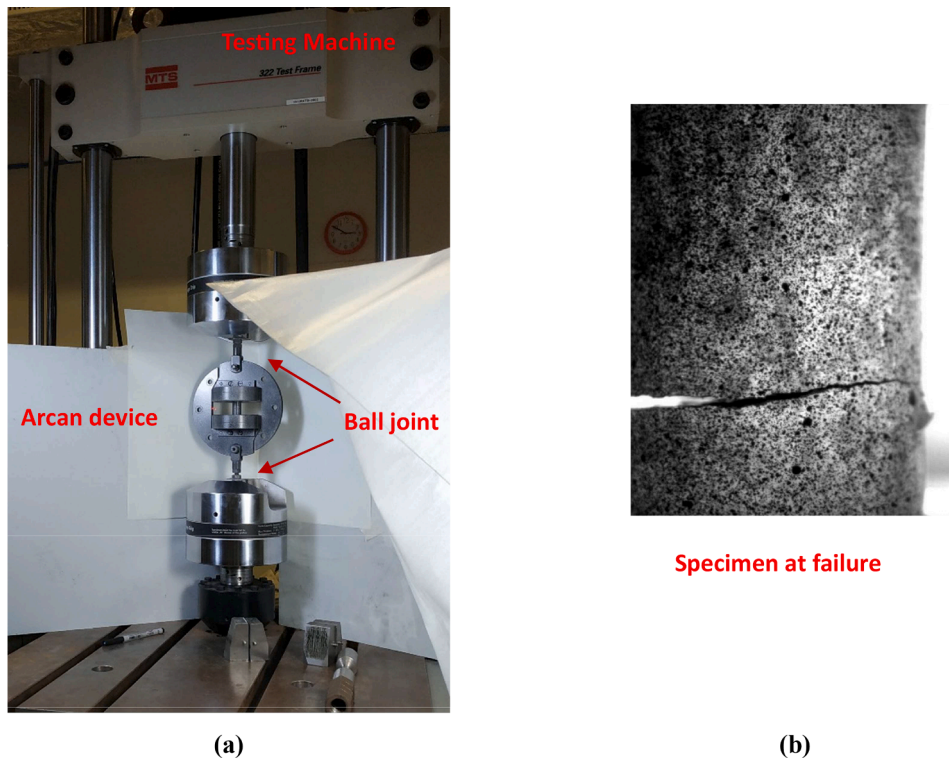 Testing Machine
MTS
322 Test Frame
Arcan device
Ball joint
Specimen at failure
(a)
(b)